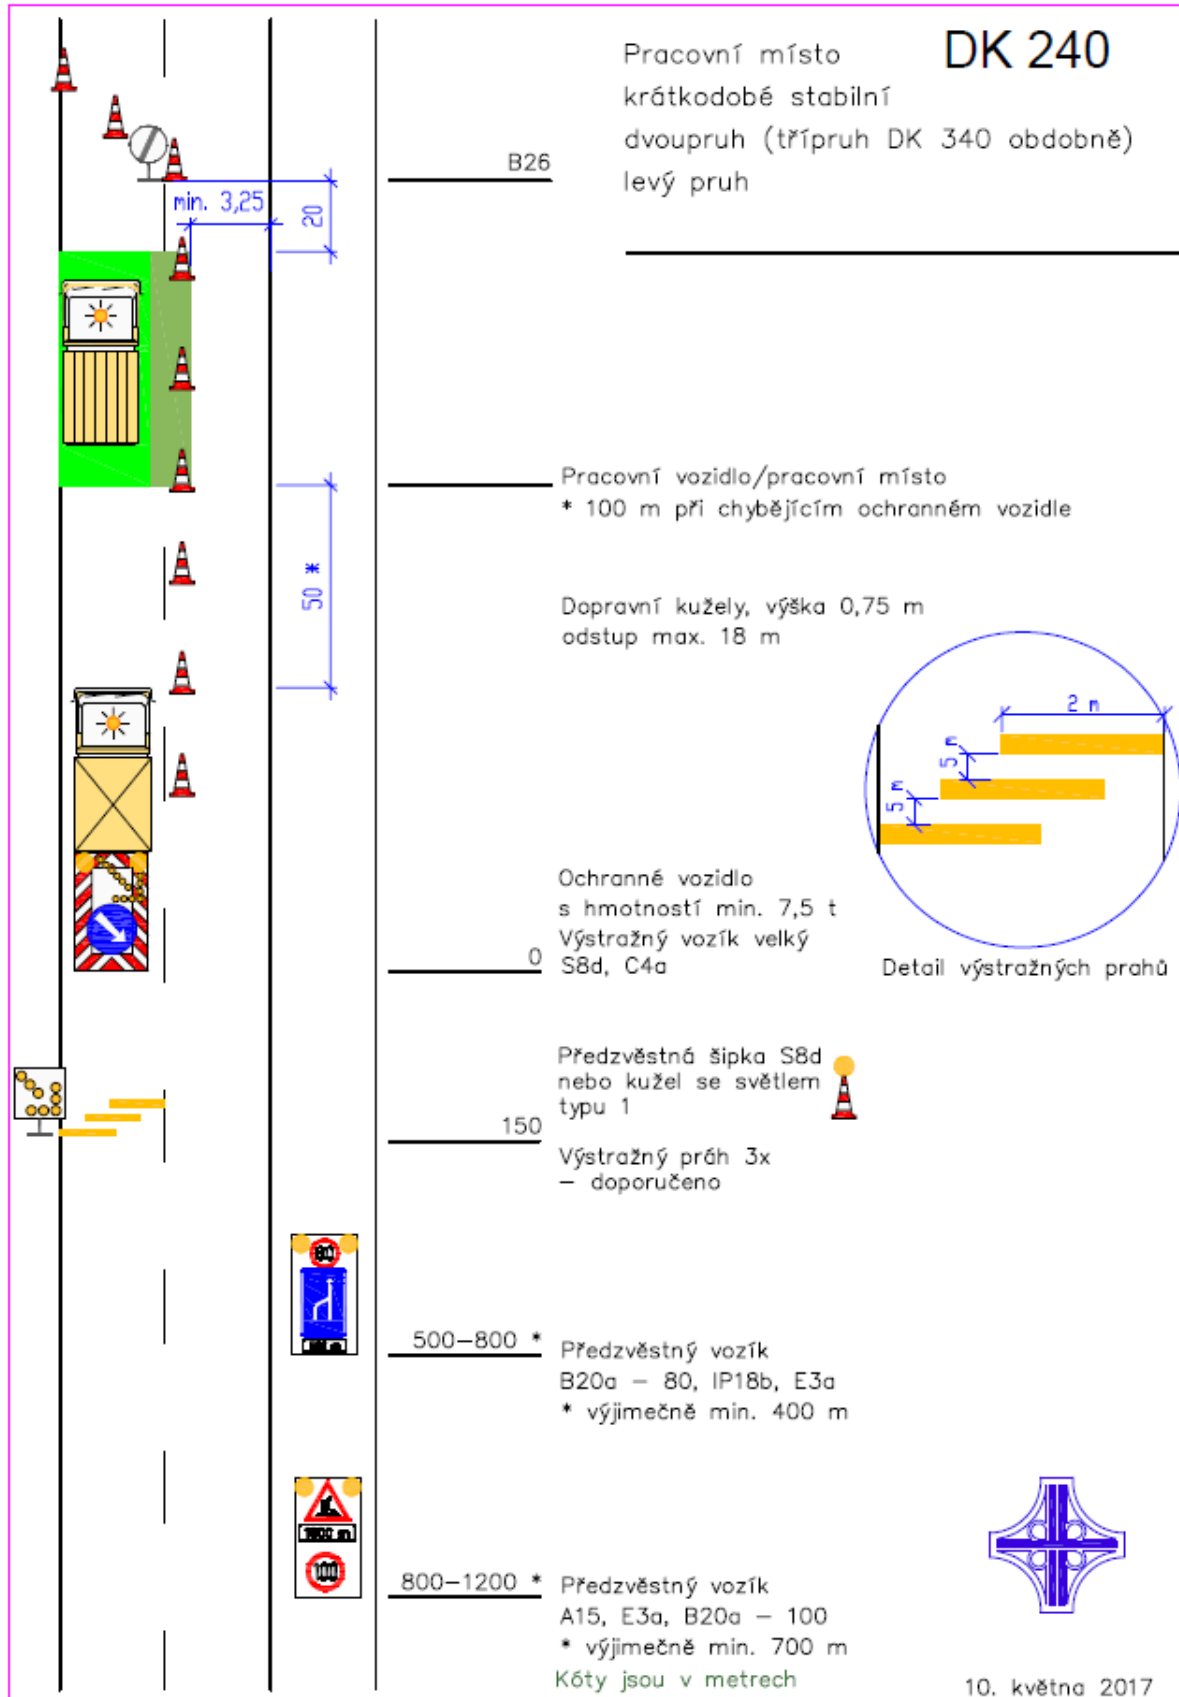 Pracovní místo
DK 240
krátkodobé stabilní
dvoupruh (třípruh DK 340 obdobně)
levý pruh
B26
min. 3,25
20
Pracovní vozidlo/pracovní místo
* 100 m při chybějícím ochranném vozidle
50 *
Dopravní kužely, výška 0,75 m
odstup max. 18 m
2 m
5 m
5 m
Detail výstražných prahů
Ochranné vozidlo
s hmotností min. 7,5 t
Výstražný vozík velký
0
S8d, C4a
Předzvěstná šipka S8d
nebo kužel se světlem
typu 1
150
Výstražný práh 3x
– doporučeno
80
500–800 *
Předzvěstný vozík
B20a – 80, IP18b, E3a
* výjimečně min. 400 m
100
800–1200 *
Předzvěstný vozík
A15, E3a, B20a – 100
* výjimečně min. 700 m
Kóty jsou v metrech
10. května 2017